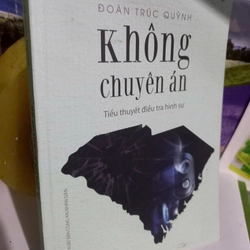 ĐOÀN TRÚC QUỲNH
Không
chuyên án
Tiểu thuyết điều tra hình sự